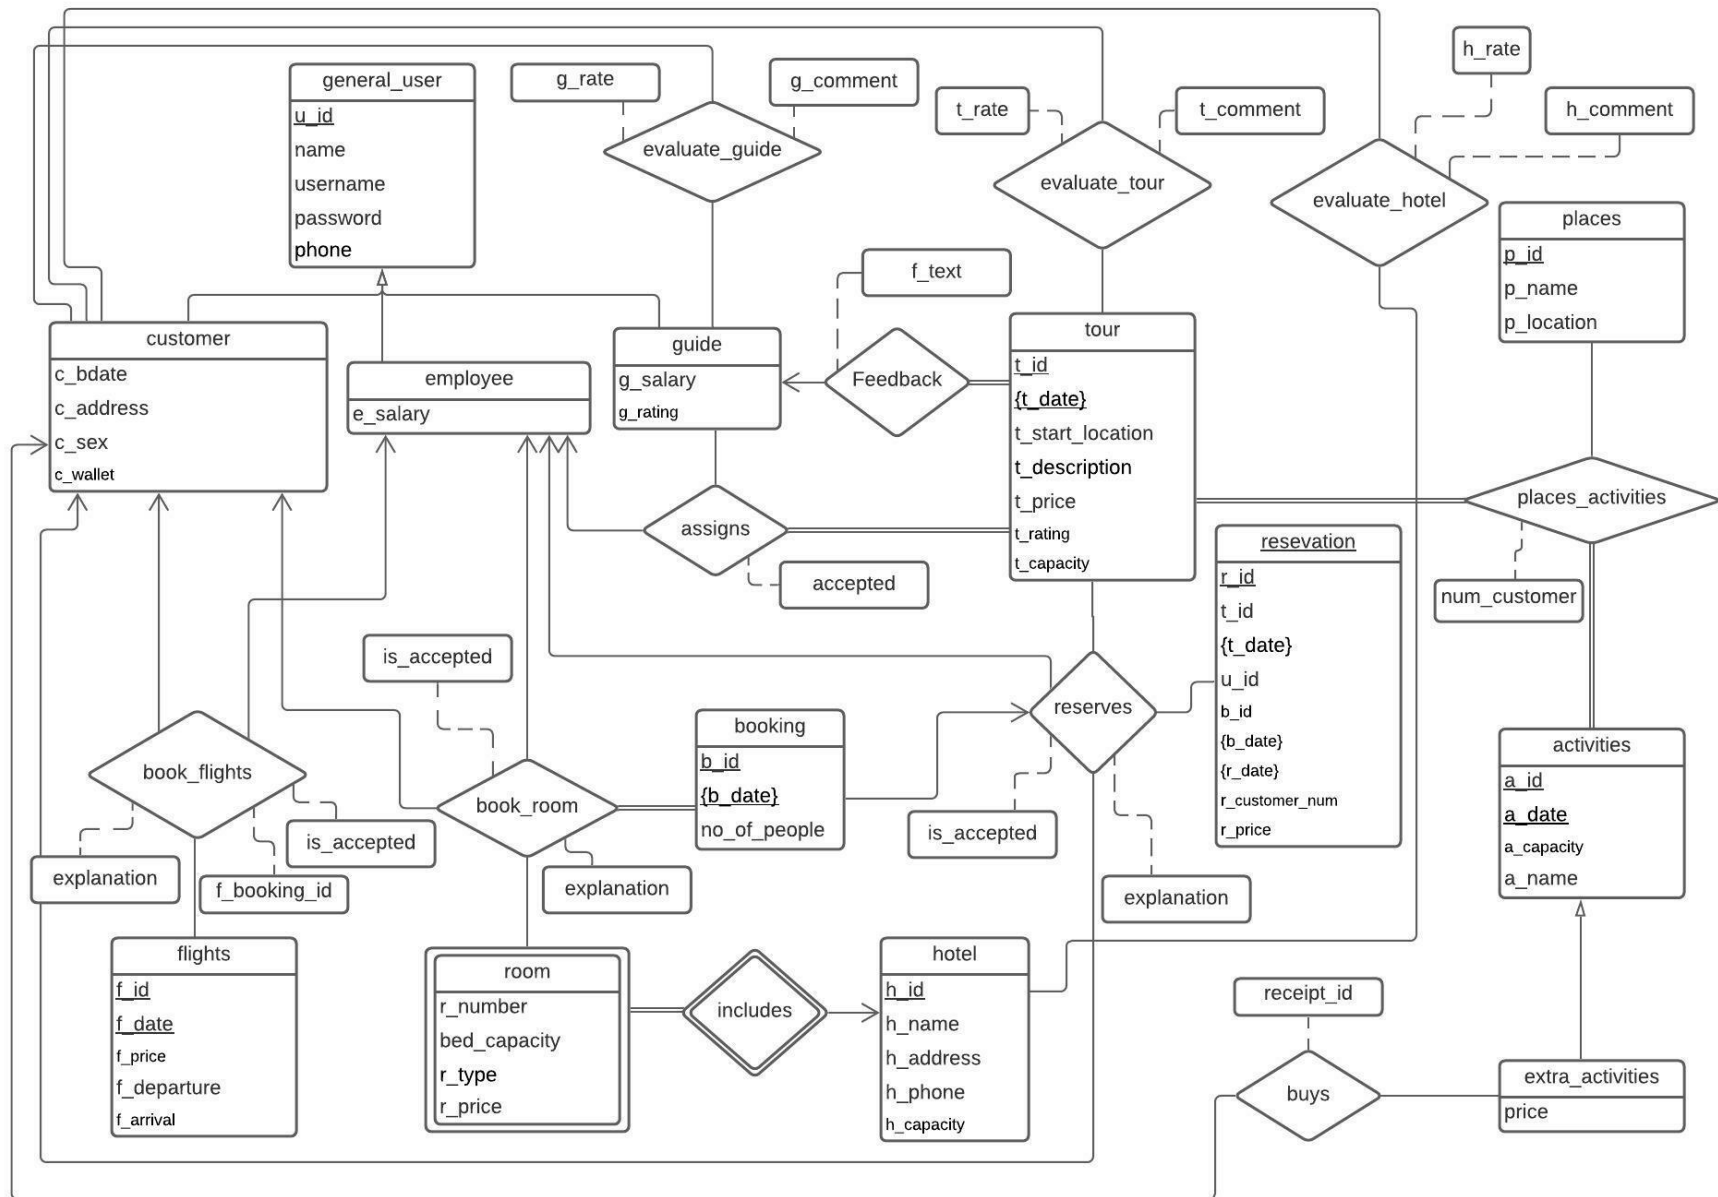 h_rate
general_user
g_rate
g_comment
u_id
name
username
password
phone
evaluate_guide
t_rate
t_comment
h_comment
evaluate_tour
evaluate_hotel
places
p_id
p_name
p_location
f_text
customer
c_bdate
c_address
c_sex
c_wallet
employee
e_salary
guide
g_salary
g_rating
Feedback
tour
t_id
{t_date}
t_start_location
t_description
t_price
t_rating
t_capacity
places_activities
assigns
accepted
num_customer
resevation
r_id
t_id
{t_date}
u_id
b_id
{b_date}
{r_date}
r_customer_num
r_price
is_accepted
reserves
booking
b_id
{b_date}
no_of_people
book_flights
book_room
activities
a_id
a_date
a_capacity
a_name
is_accepted
is_accepted
explanation
f_booking_id
explanation
explanation
flights
f_id
f_date
f_price
f_departure
f_arrival
room
r_number
bed_capacity
r_type
r_price
includes
hotel
h_id
h_name
h_address
h_phone
h_capacity
receipt_id
buys
extra_activities
price